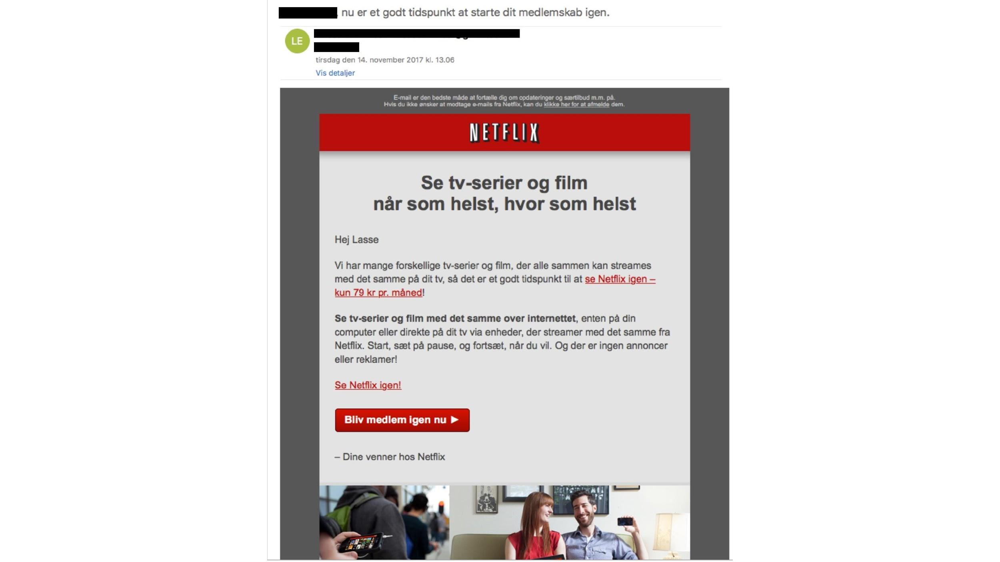 , nu er et godt tidspunkt at starte dit medlemskab igen.
LE
tirsdag den 14. november 2017 kl. 13.06
Vis detaljer
E-mail er den bedste måde at fortælle dig om opdateringer og særtilbud m.m. på.
Hvis du ikke ønsker at modtage e-mails fra Netflix, kan du klikke her for at afmelde dem.
NETFLIX
Se tv-serier og film
når som helst, hvor som helst
Hej Lasse
Vi har mange forskellige tv-serier og film, der alle sammen kan streames
med det samme på dit tv, så det er et godt tidspunkt til at se Netflix igen –
kun 79 kr pr. måned!
Se tv-serier og film med det samme over internettet, enten på din
computer eller direkte på dit tv via enheder, der streamer med det samme fra
Netflix. Start, sæt på pause, og fortsæt, når du vil. Og der er ingen annoncer
eller reklamer!
Se Netflix igen!
Bliv medlem igen nu ►
– Dine venner hos Netflix